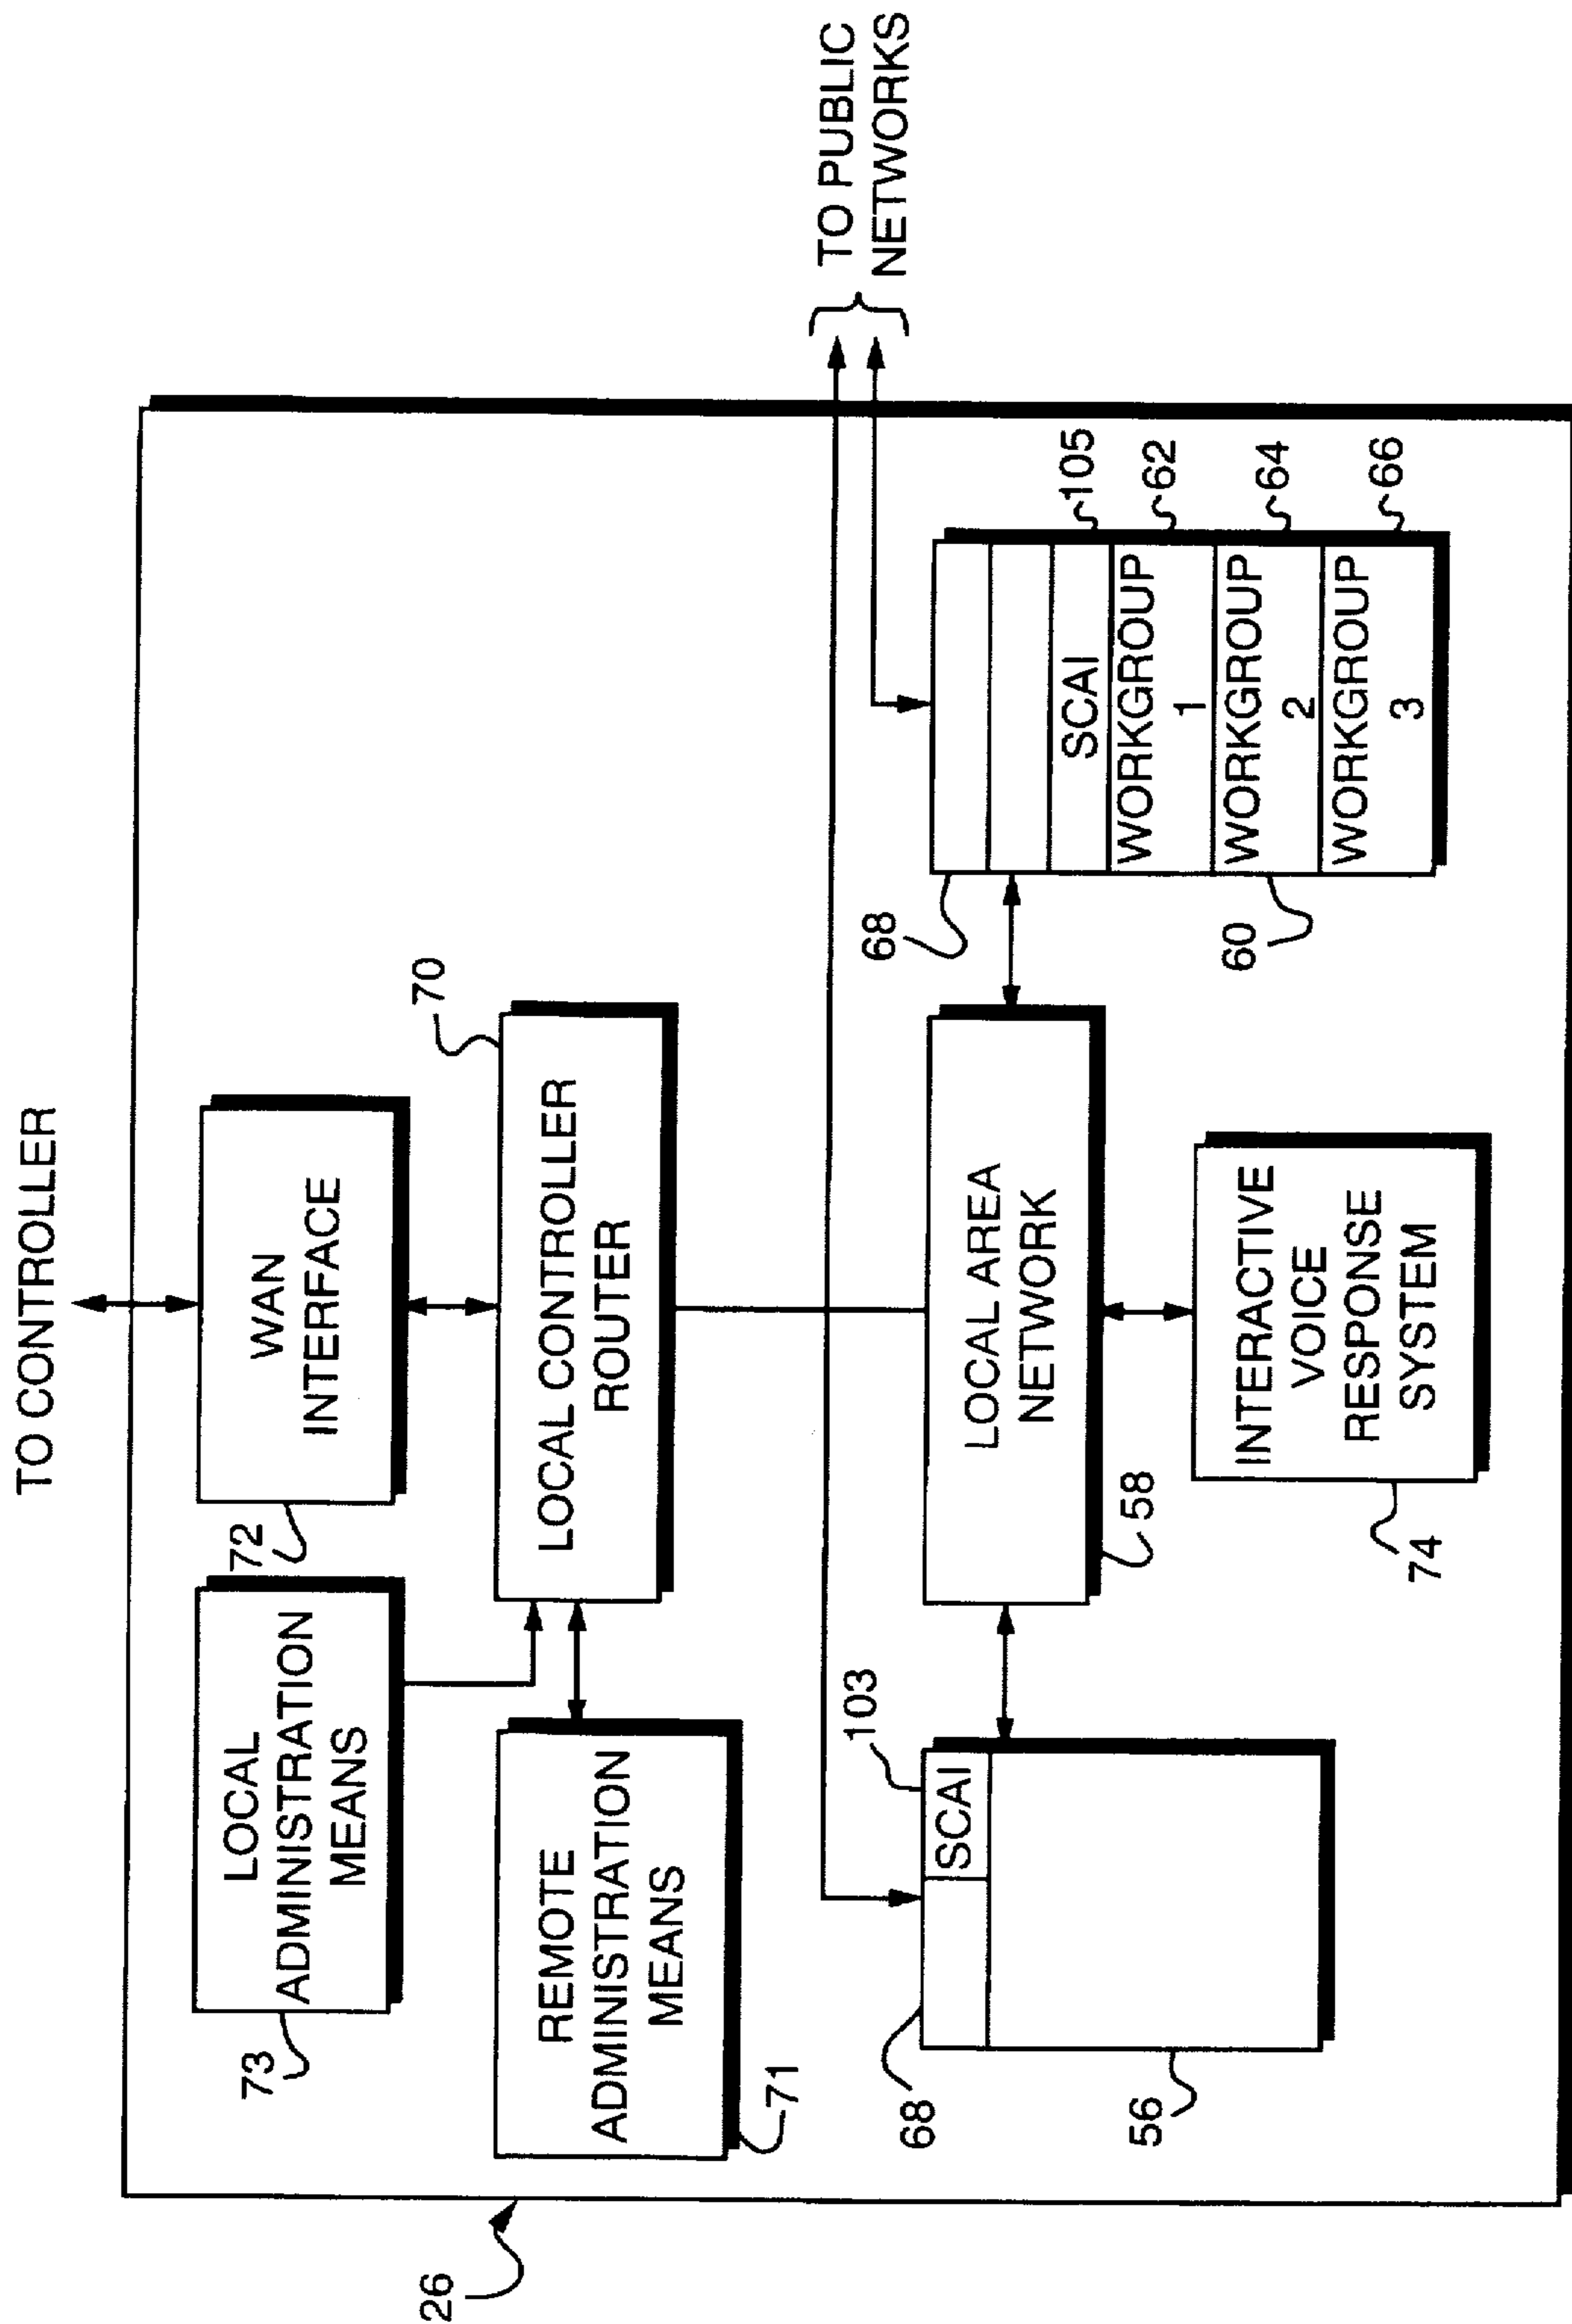 TO CONTROLLER
WAN
INTERFACE
72
LOCAL
ADMINISTRATION
MEANS
73
LOCAL CONTROLLER
ROUTER
70
REMOTE
ADMINISTRATION
MEANS
71
26
TO PUBLIC
NETWORKS
SCAI
103
68
56
LOCAL AREA
NETWORK
58
INTERACTIVE
VOICE
RESPONSE
SYSTEM
74
68
60
SCAI
105
WORKGROUP
1
62
WORKGROUP
2
64
WORKGROUP
3
66